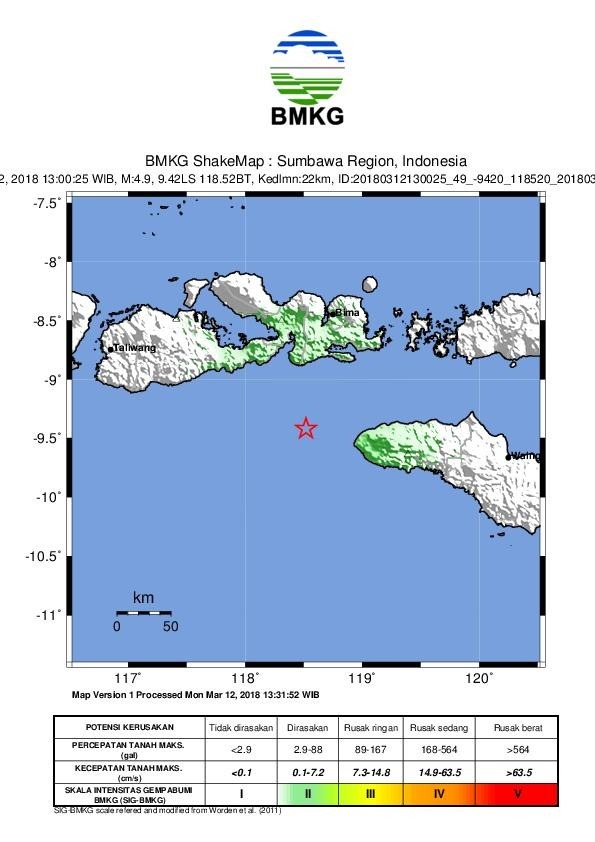 BMKG
BMKG ShakeMap : Sumbawa Region, Indonesia
2, 2018 13:00:25 WIB, M:4.9, 9.42LS 118.52BT, Kedlmn:22km, ID:20180312130025_49_-9420_118520_201803
-7.5˚
-8˚
-8.5˚
-9˚
-9.5˚
-10˚
-10.5˚
-11˚
Bima
Taliwang
Waing
km
0 50
117˚ 118˚ 119˚ 120˚
Map Version 1 Processed Mon Mar 12, 2018 13:31:52 WIB
POTENSI KERUSAKAN Tidak dirasakan Dirasakan Rusak ringan Rusak sedang Rusak berat
PERCEPATAN TANAH MAKS. (gal) <2.9 2.9-88 89-167 168-564 >564
KECEPATAN TANAH MAKS. (cm/s) <0.1 0.1-7.2 7.3-14.8 14.9-63.5 >63.5
SKALA INTENSITAS GEMPABUMI BMKG (SIG-BMKG) I II III IV V
SIG-BMKG scale refered and modified from Worden et al. (2011)